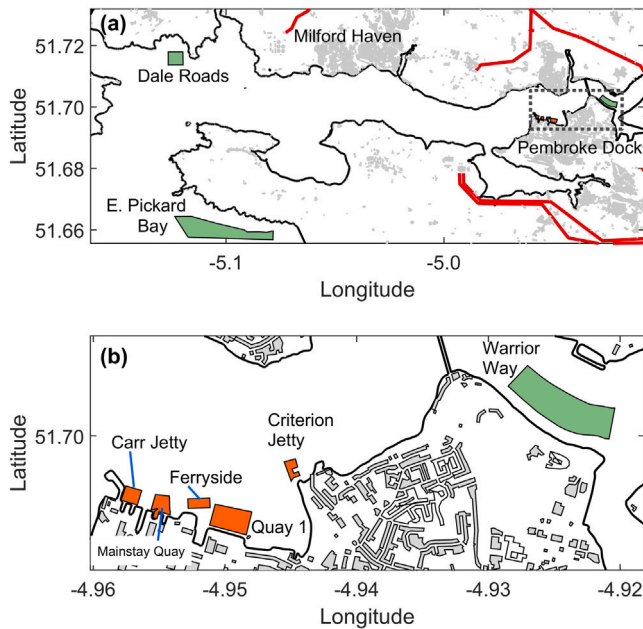 (a)
51.72
51.70
51.68
51.66
Latitude
Milford Haven
Dale Roads
Pembroke Dock
E. Pickard
Bay
-5.1
-5.0
Longitude
(b)
Warrior
Way
51.70
Latitude
Criterion
Jetty
Carr Jetty
Ferryside
Quay 1
Mainstay Quay
-4.96
-4.95
-4.94
-4.93
-4.92
Longitude